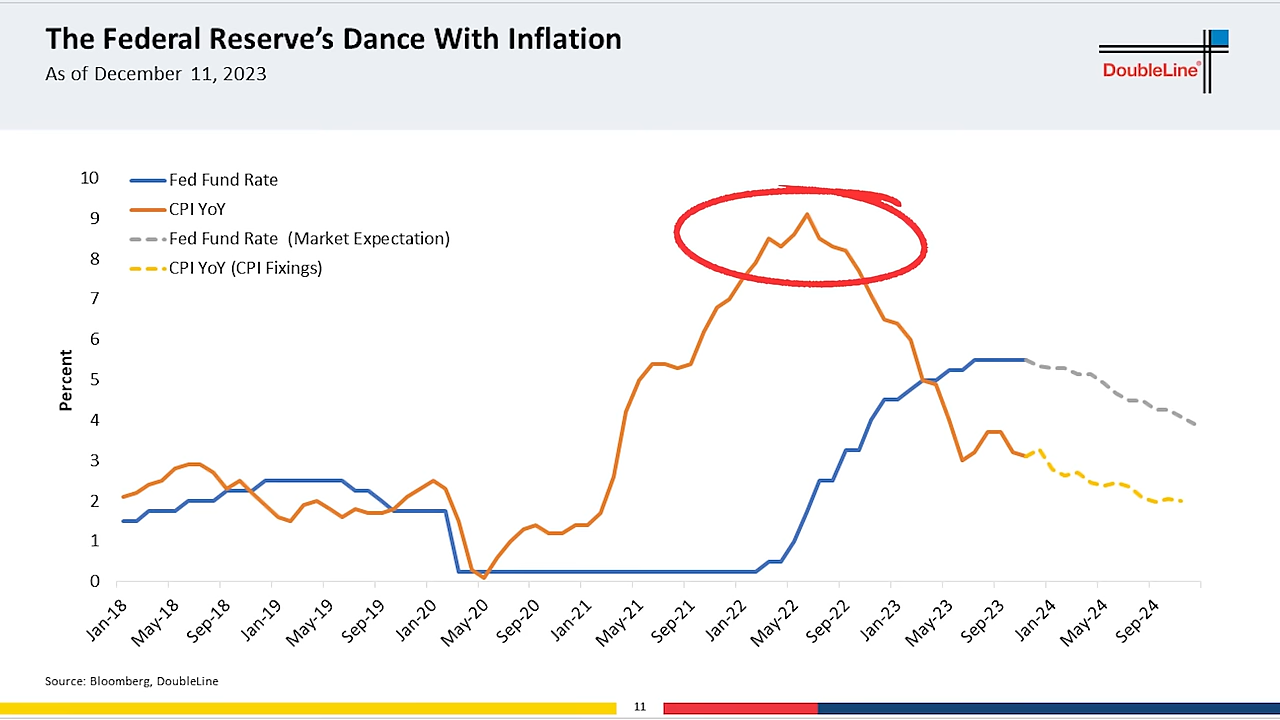 The Federal Reserve's Dance With Inflation
As of December 11, 2023
DoubleLine®
Percent
10
9
8
7
6
5
4
3
2
1
0
Fed Fund Rate
CPI YoY
Fed Fund Rate (Market Expectation)
CPI YoY (CPI Fixings)
Jan-18
May-18
Sep-18
Jan-19
May-19
Sep-19
Jan-20
May-20
Sep-20
Jan-21
May-21
Sep-21
Jan-22
May-22
Sep-22
Jan-23
May-23
Sep-23
Jan-24
May-24
Sep-24
Source: Bloomberg, DoubleLine
11